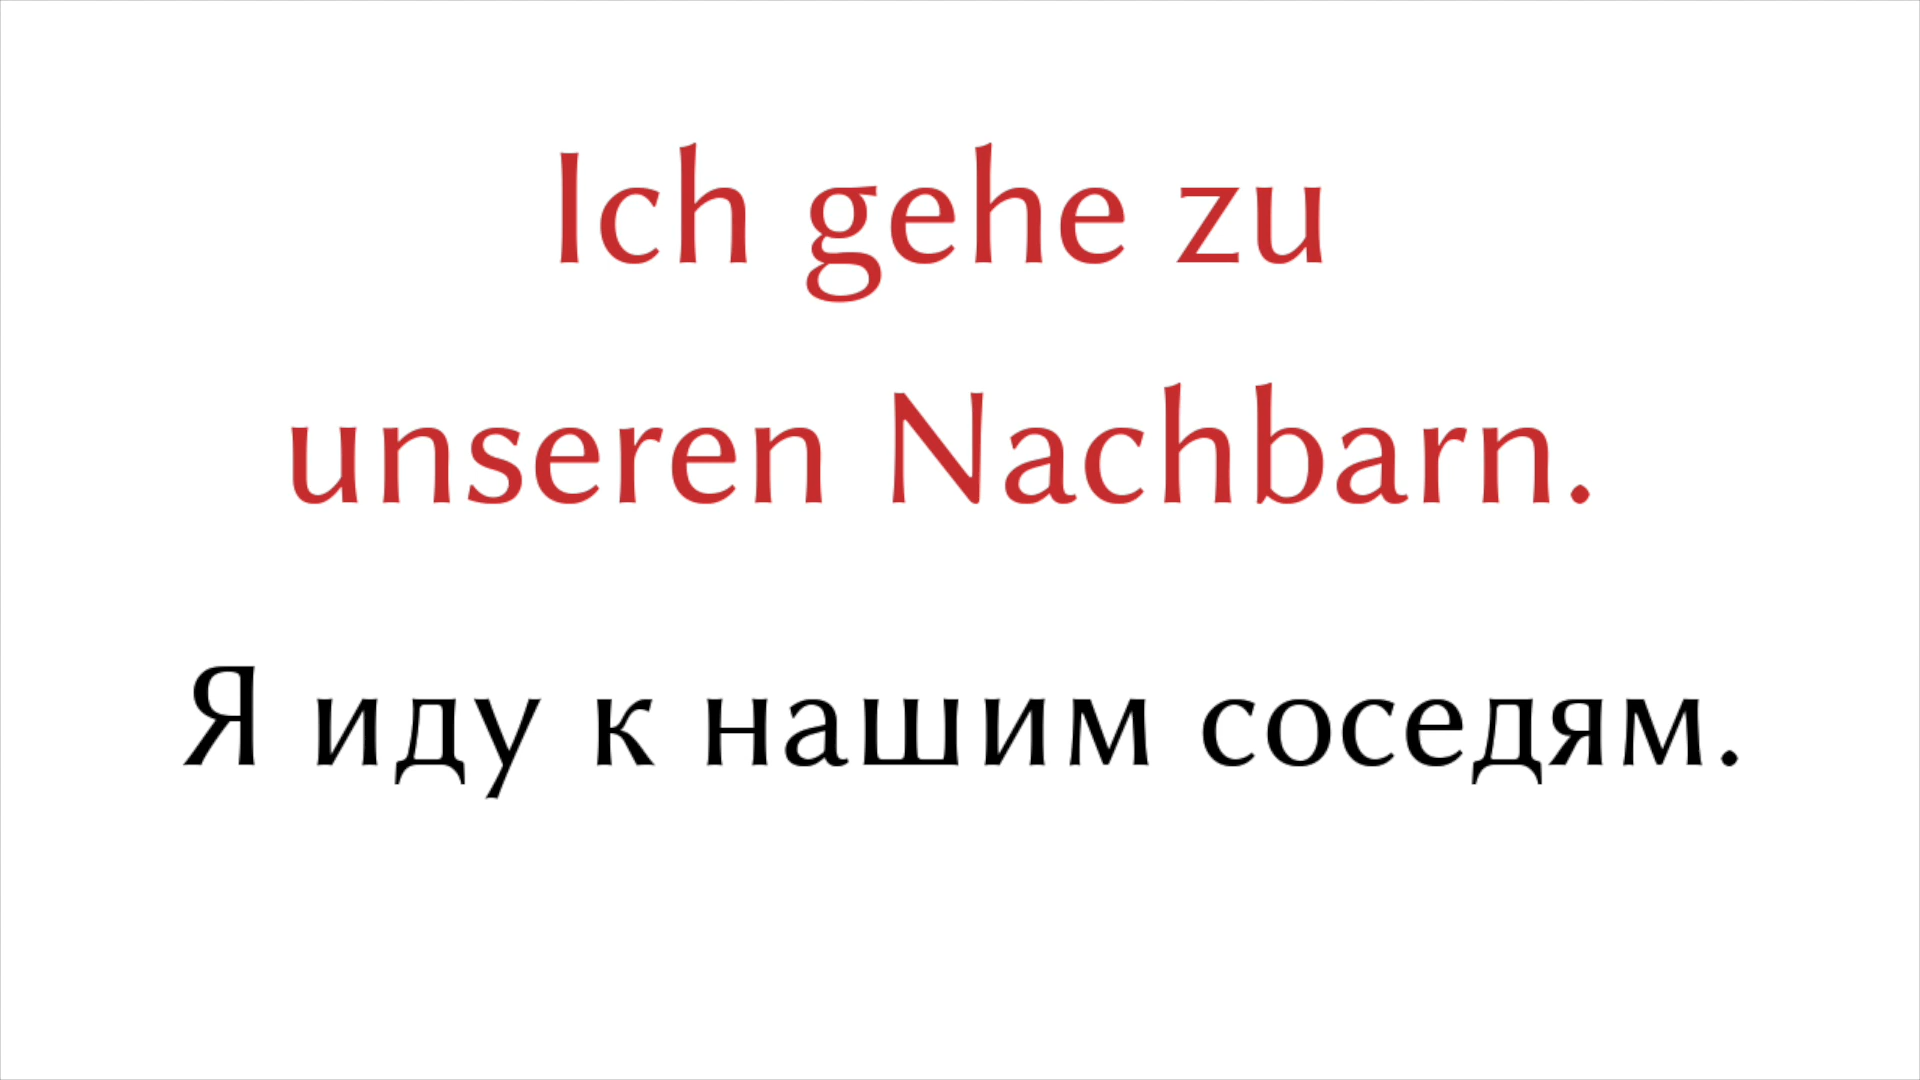 Ich gehe zu
unseren Nachbarn.
Я иду к нашим соседям.